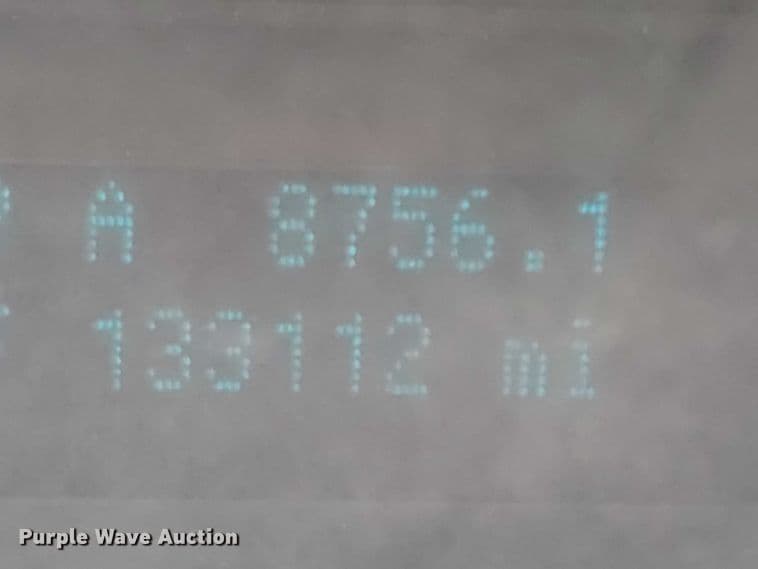 A 8756.1
133112 mi
Purple Wave Auction